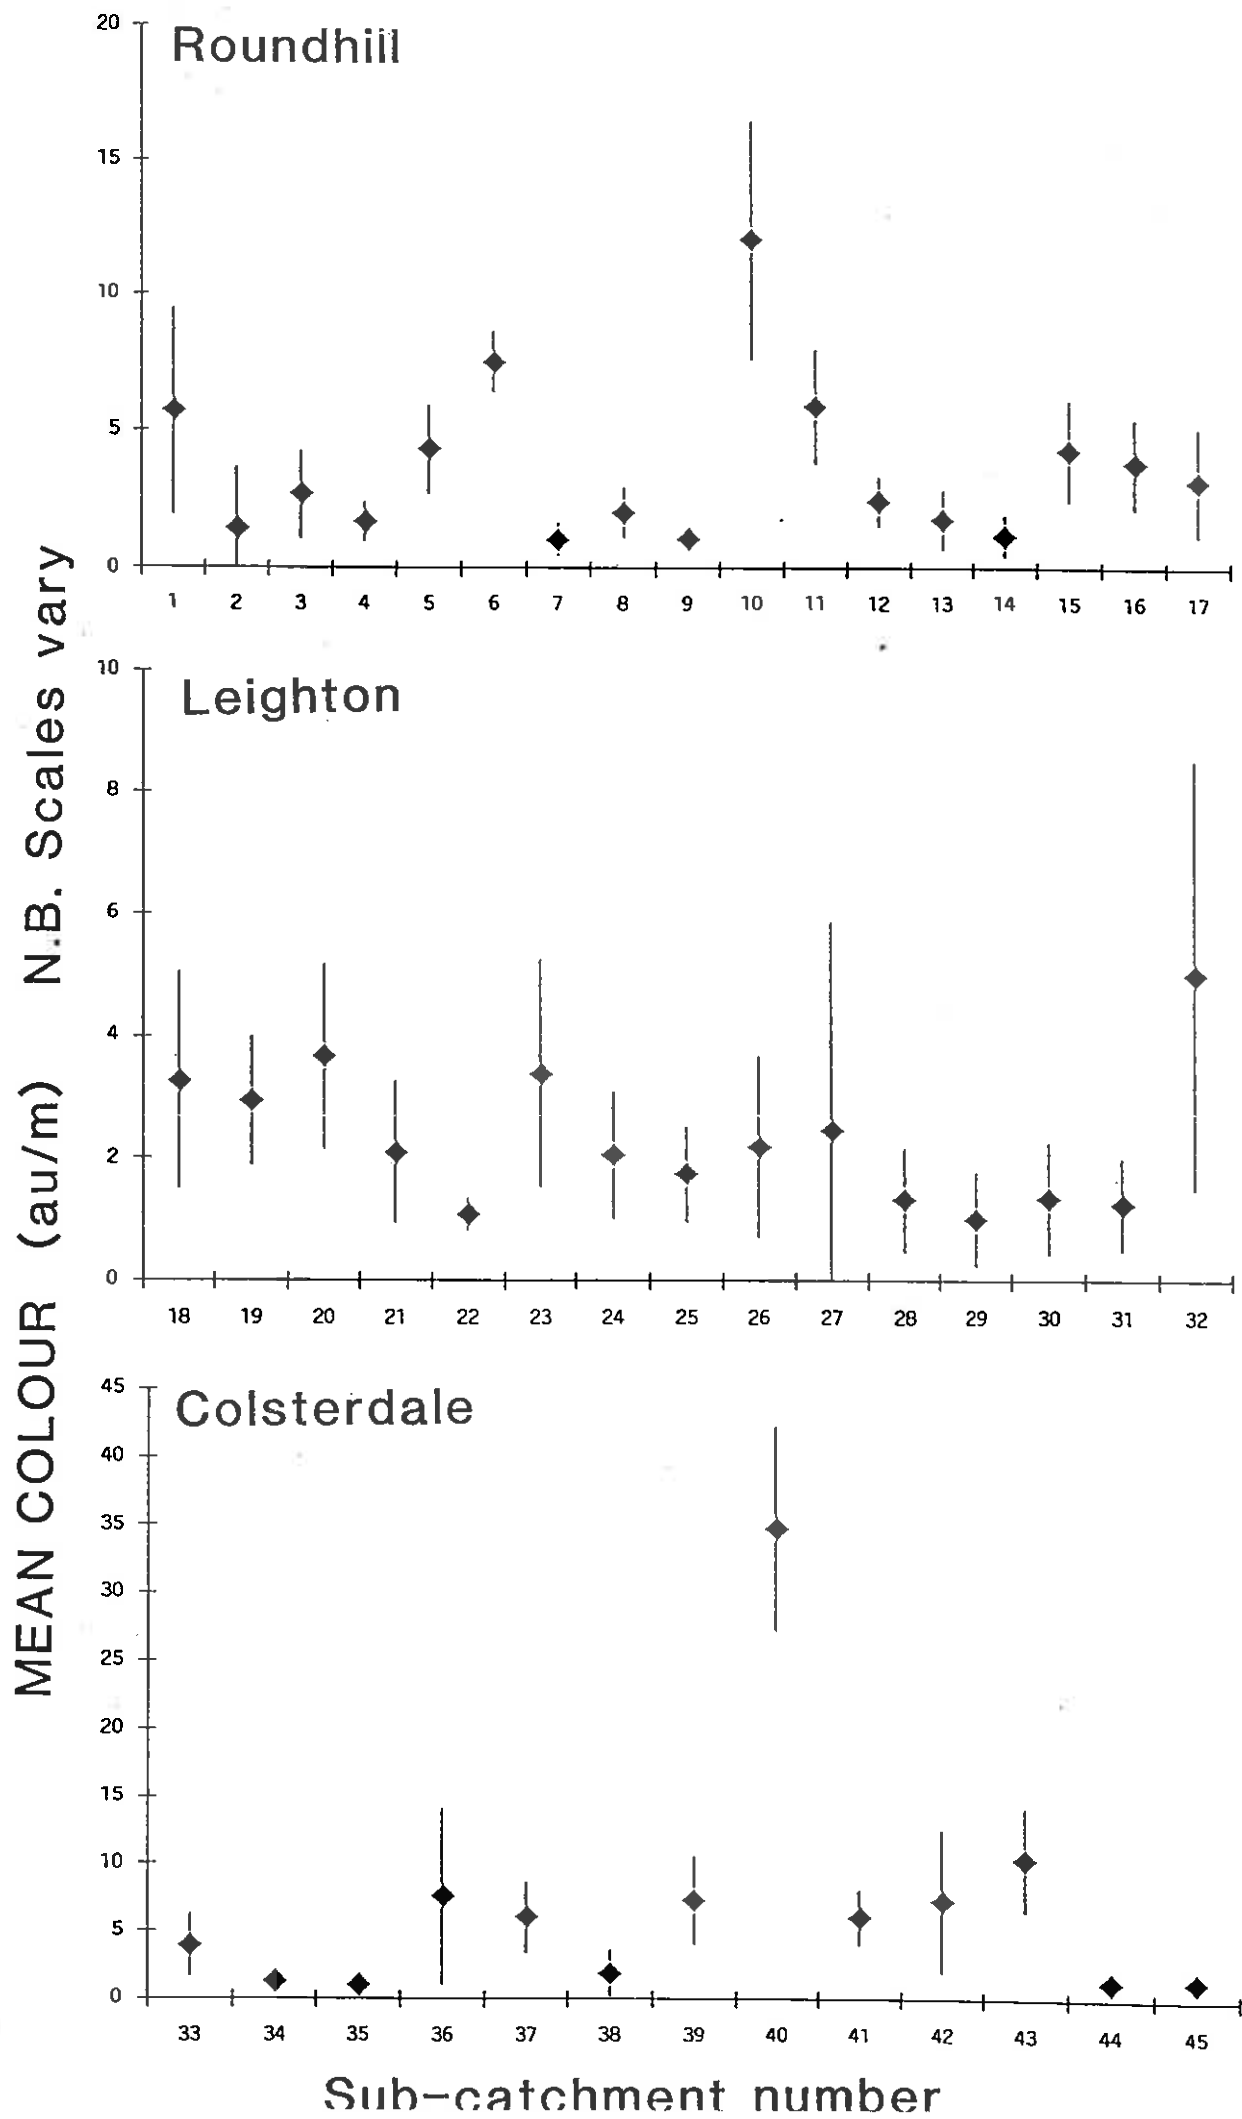 MEAN COLOUR (au/m) N.B. Scales vary
Roundhill
20
15
10
5
0
1 2 3 4 5 6 7 8 9 10 11 12 13 14 15 16 17
Leighton
10
8
6
4
2
0
18 19 20 21 22 23 24 25 26 27 28 29 30 31 32
Colsterdale
45
40
35
30
25
20
15
10
5
0
33 34 35 36 37 38 39 40 41 42 43 44 45
Sub-catchment number